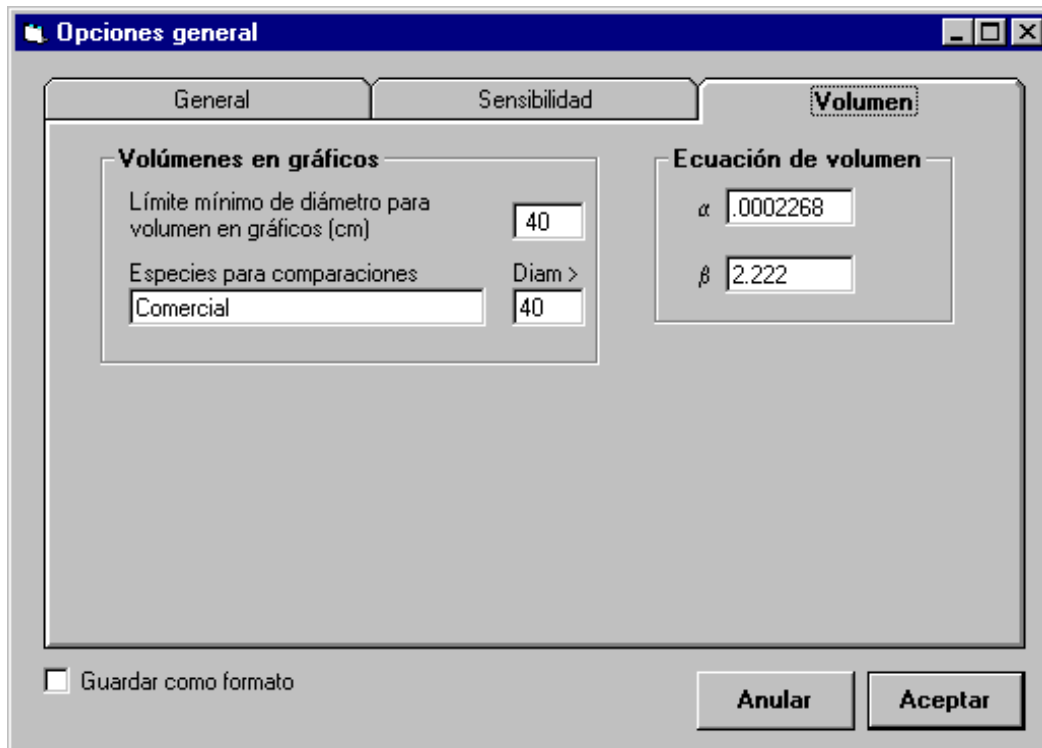 Opciones general
General
Sensibilidad
Volumen
Volúmenes en gráficos
Límite mínimo de diámetro para
volumen en gráficos (cm)
40
Especies para comparaciones
Diam >
Comercial
40
Ecuación de volumen
α .0002268
β 2.222
Guardar como formato
Anular
Aceptar